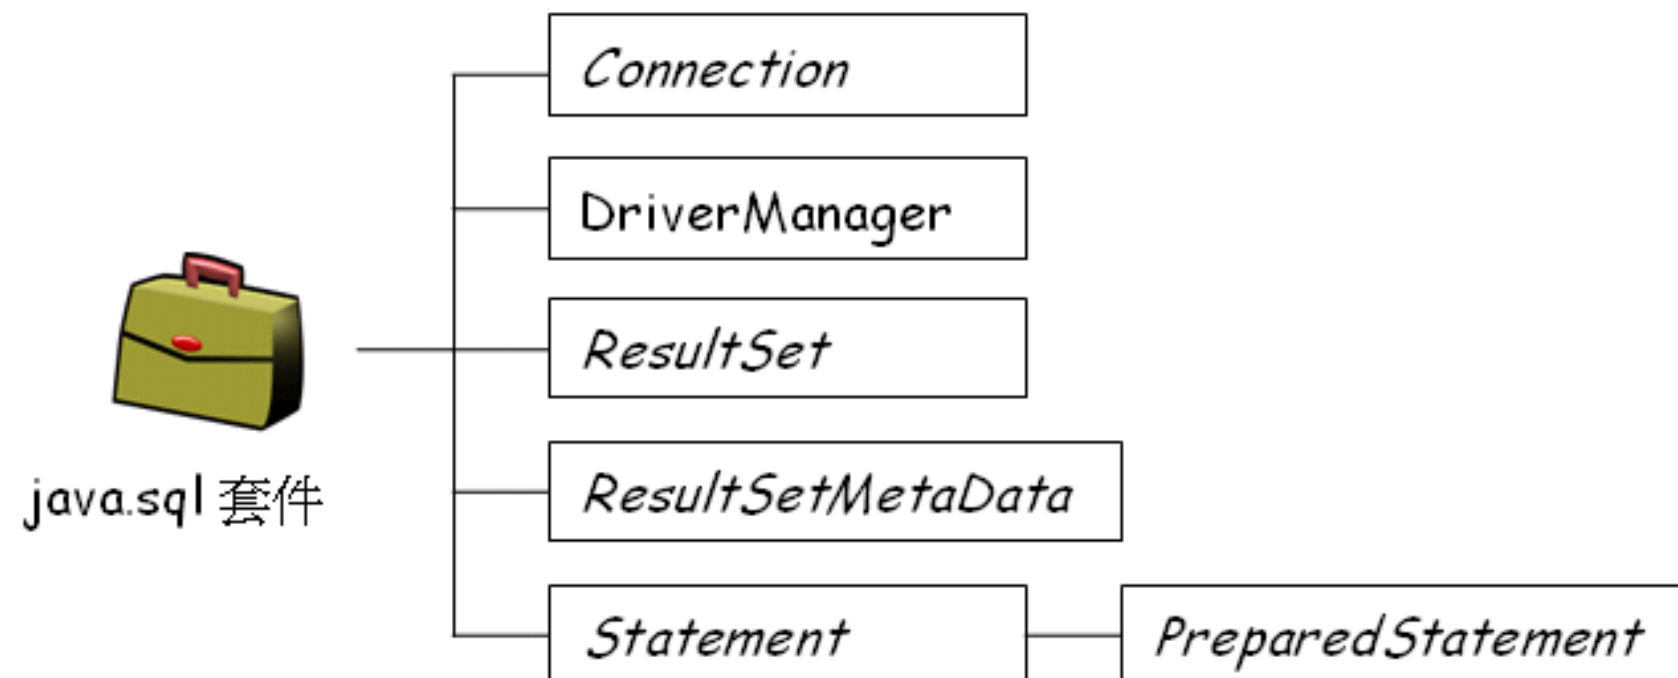 Connection
DriverManager
ResultSet
java.sql 套件
ResultSetMetaData
Statement
PreparedStatement